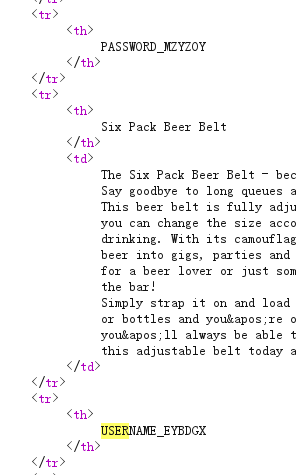 </tr>
<tr>
<th>
PASSWORD_MZYZOY
</th>
</tr>
<tr>
<th>
Six Pack Beer Belt
</th>
<td>
The Six Pack Beer Belt - bec
Say goodbye to long queues a
This beer belt is fully adju
you can change the size acco
drinking. With its camouflag
beer into gigs, parties and
for a beer lover or just som
the bar!
Simply strap it on and load
or bottles and you&apos;re o
you&apos;ll always be able t
this adjustable belt today a
</td>
</tr>
<tr>
<th>
USERNAME_EYBDGX
</th>
</tr>
<tr>